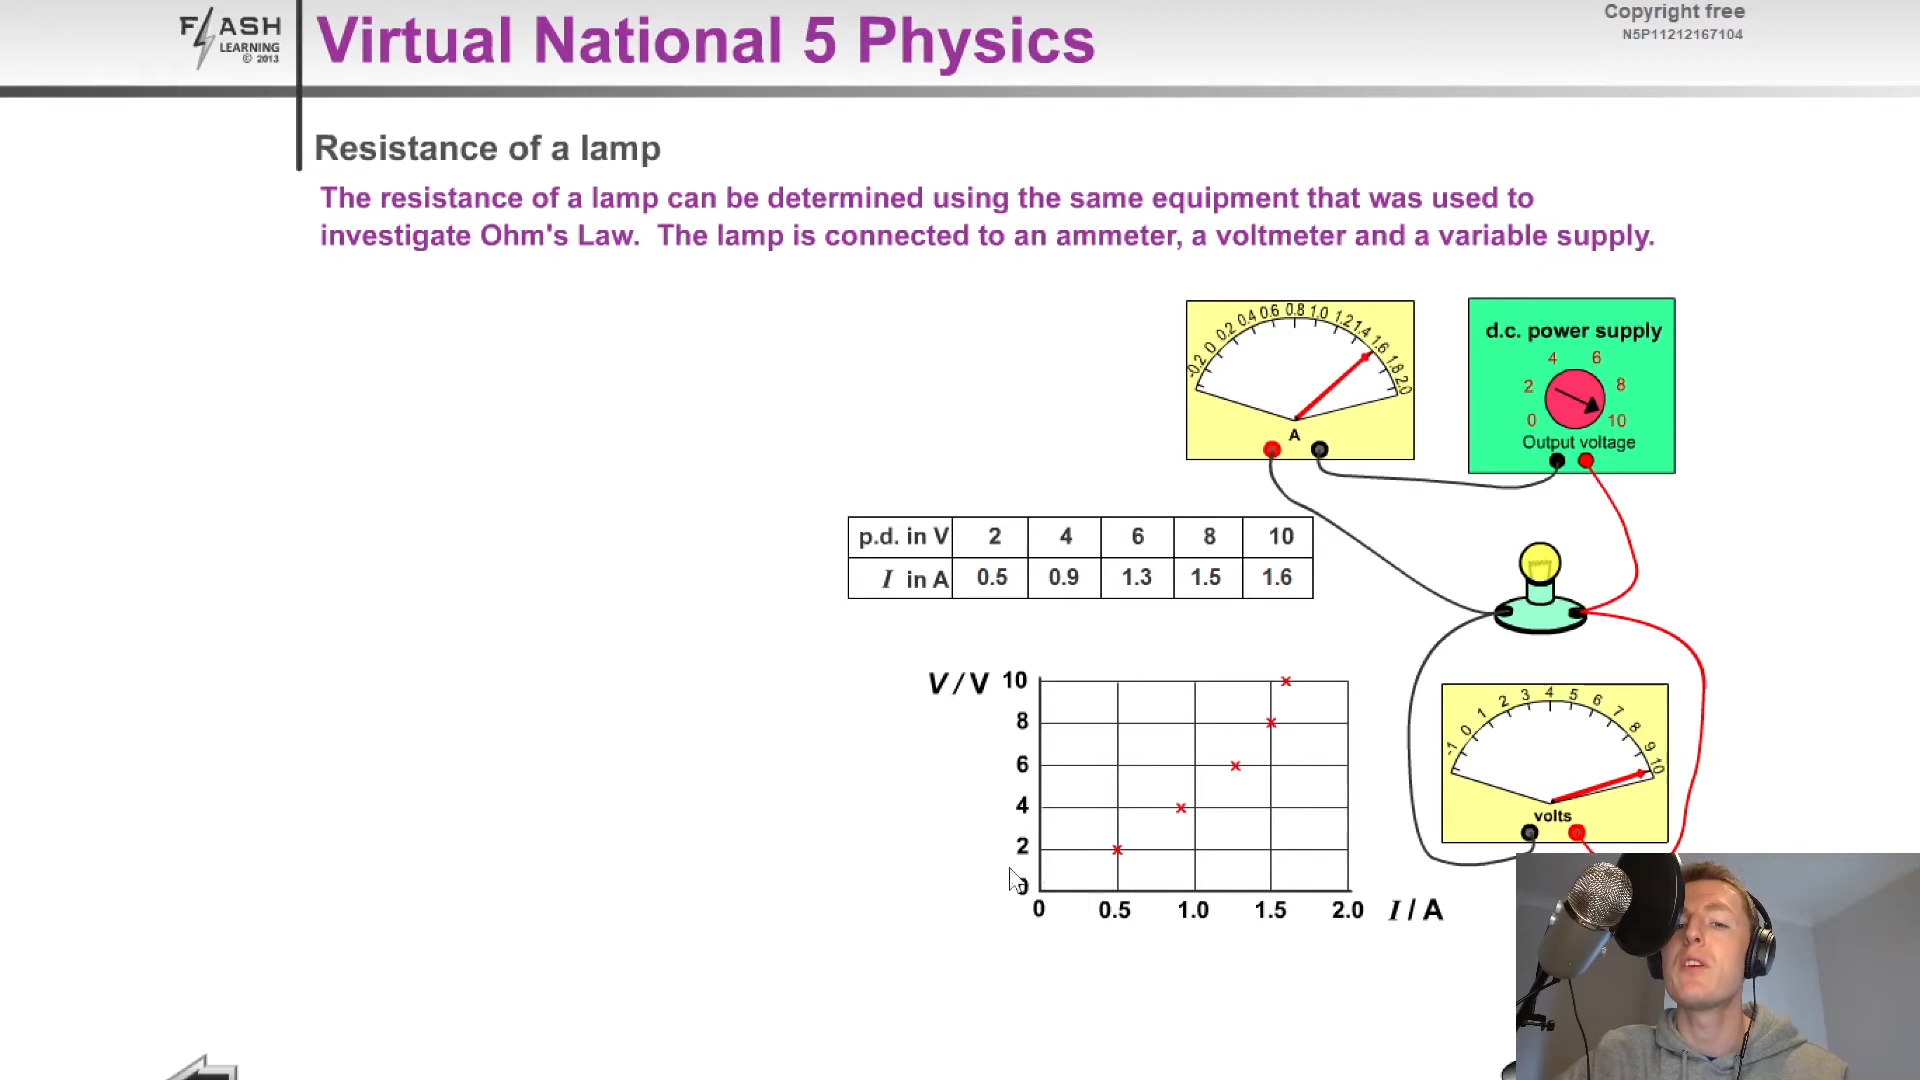 FLASH
LEARNING
© 2013
Virtual National 5 Physics
Copyright free
N5P11212167104
Resistance of a lamp
The resistance of a lamp can be determined using the same equipment that was used to
investigate Ohm's Law. The lamp is connected to an ammeter, a voltmeter and a variable supply.
-0.2 0 0.2 0.4 0.6 0.8 1.0 1.2 1.4 1.6 1.8 2.0
A
d.c. power supply
4 6
2 8
0 10
Output voltage
p.d. in V 2 4 6 8 10
I in A 0.5 0.9 1.3 1.5 1.6
V / V
10
8
6
4
2
0
0 0.5 1.0 1.5 2.0 I / A
-1 0 1 2 3 4 5 6 7 8 9 10
volts